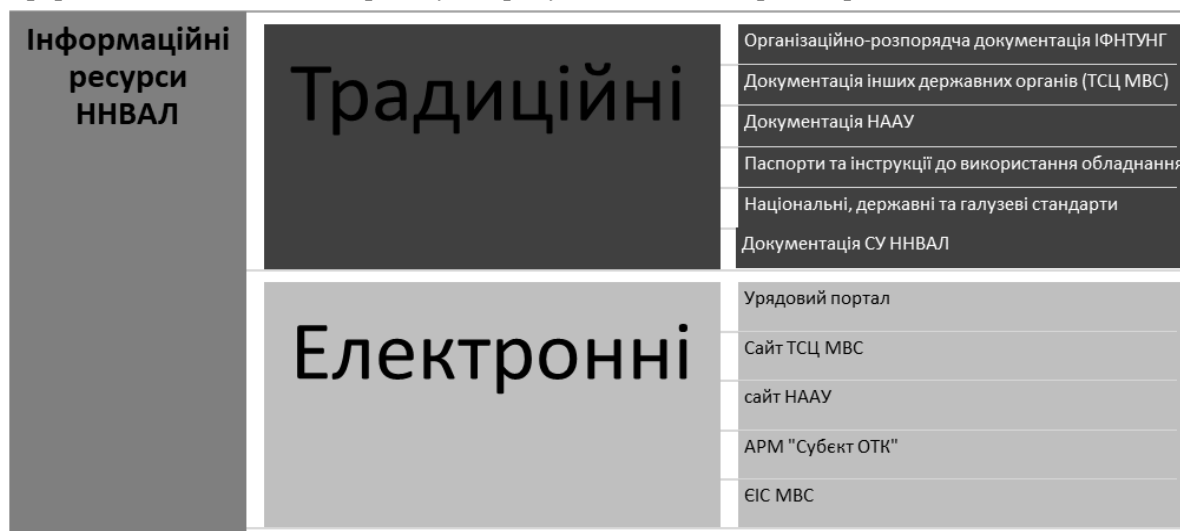 Інформаційні
ресурси
ННВАЛ
Традиційні
Організаційно-розпорядча документація ІФНТУНГ
Документація інших державних органів (ТСЦ МВС)
Документація НААУ
Паспорти та інструкції до використання обладнання
Національні, державні та галузеві стандарти
Документація СУ ННВАЛ
Електронні
Урядовий портал
Сайт ТСЦ МВС
сайт НААУ
АРМ "Субєкт ОТК"
ЄІС МВС